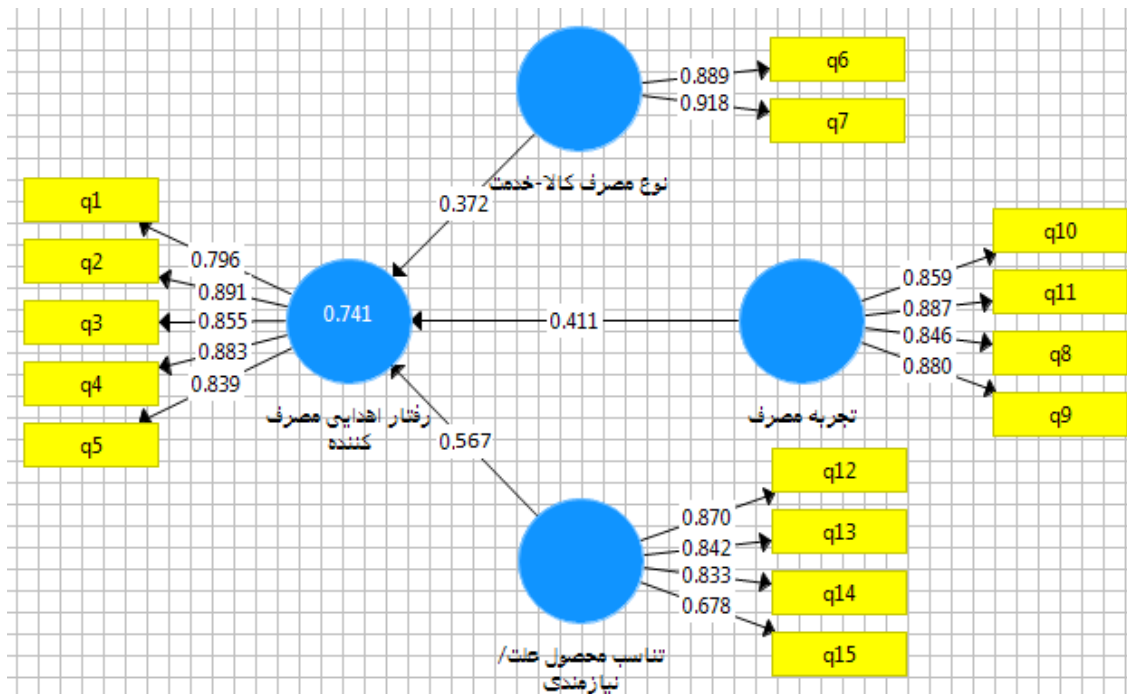 q6
0.889
0.918
q7
نوع مصرف کالا-خدمت
0.372
q1
q2
q3
q4
q5
0.796
0.891
0.855
0.883
0.839
0.741
رفتار اهدایی مصرف
کننده
0.411
q10
q11
q8
q9
0.859
0.887
0.846
0.880
تجربه مصرف
0.567
q12
q13
q14
q15
0.870
0.842
0.833
0.678
تناسب محصول علت/
نیازمندی